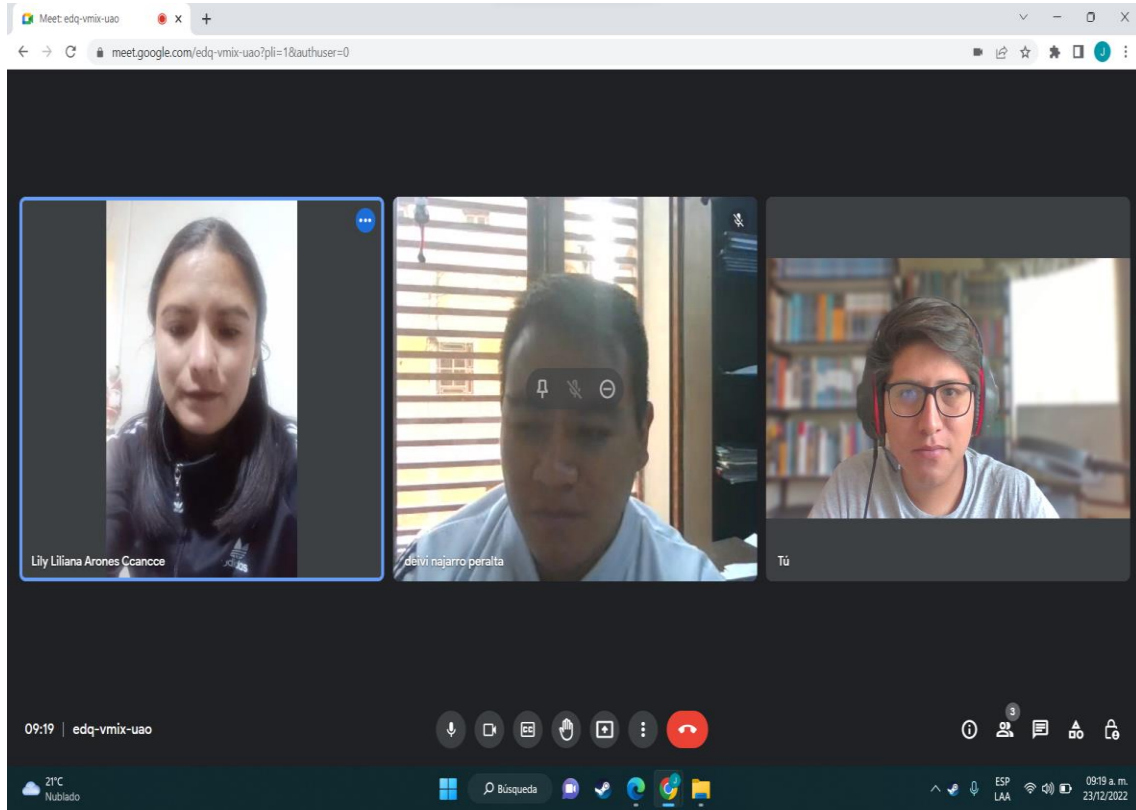 Meet: edq-vmix-uao
meet.google.com/edq-vmix-uao?pli=1&authuser=0
J
Lily Liliana Arones Ccancce
adidas
deivi najarro peralta
Tú
09:19 | edq-vmix-uao
CC
3
21°C
Nublado
Búsqueda
ESP
LAA
09:19 a. m.
23/12/2022